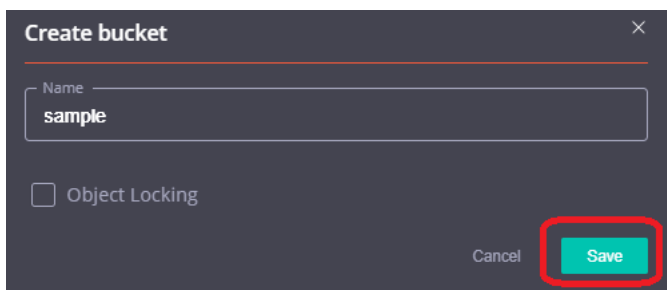 Create bucket
Name
sample
Object Locking
Cancel
Save